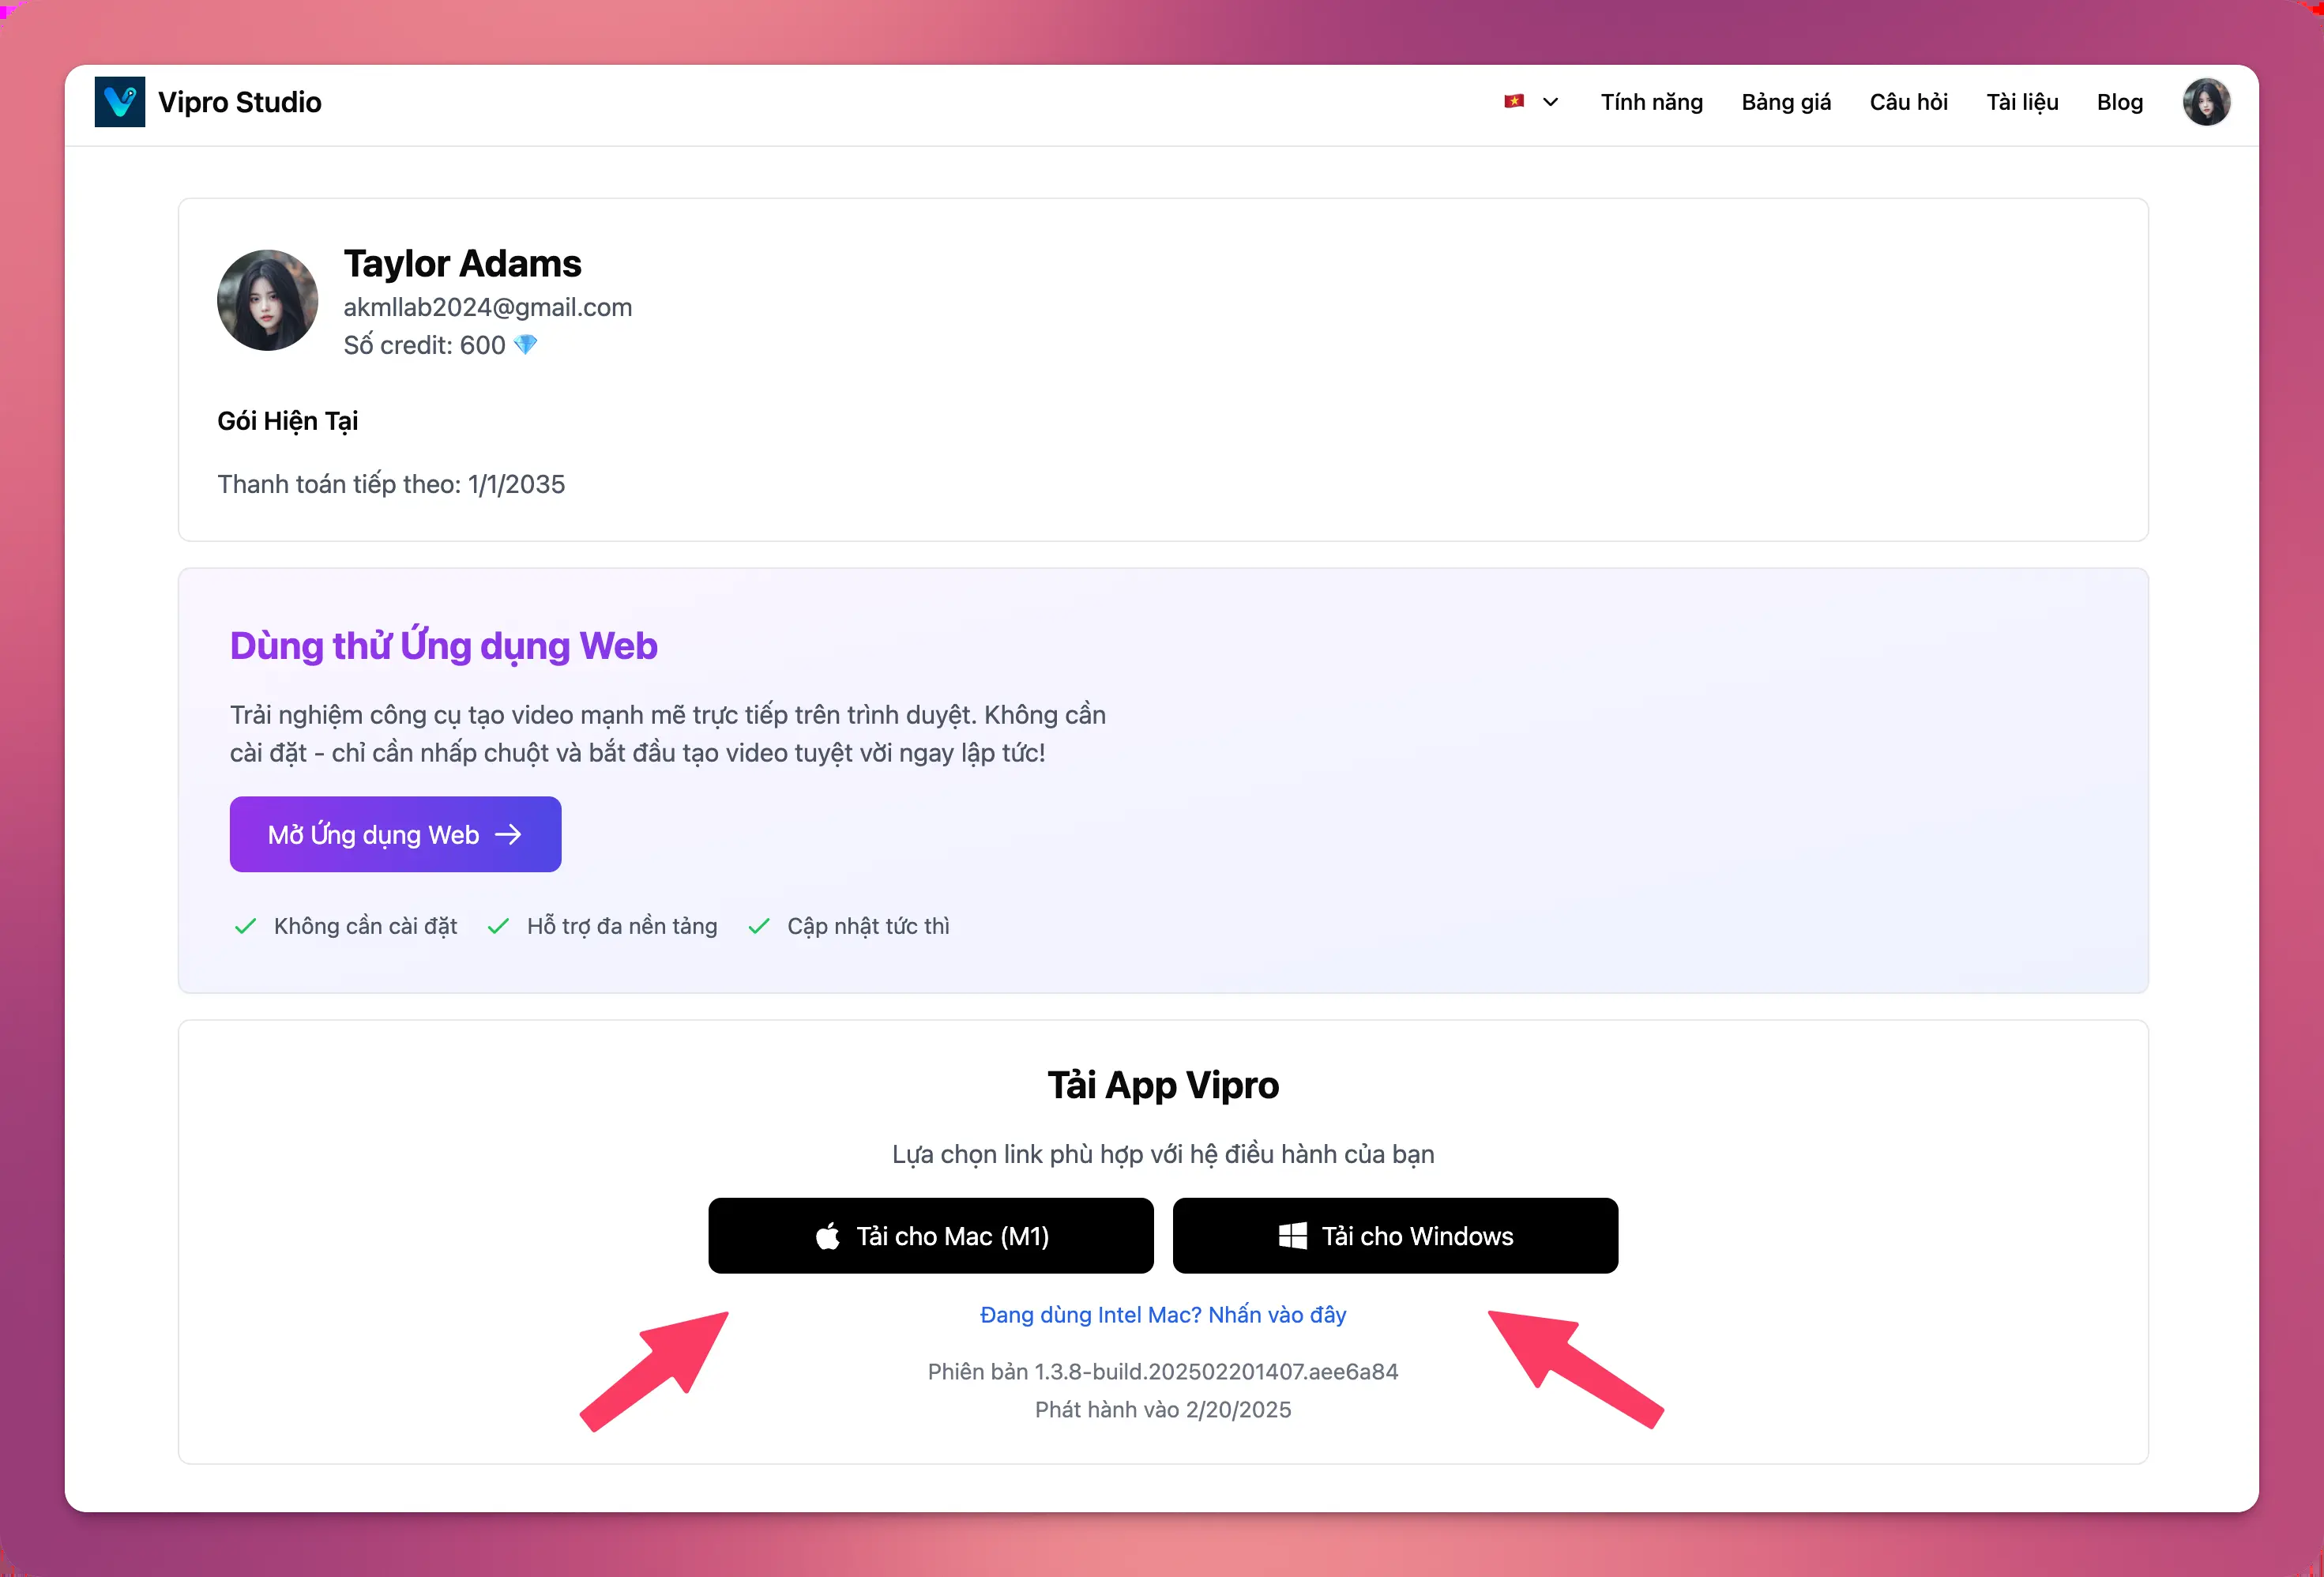 Vipro Studio
Tính năng
Bảng giá
Câu hỏi
Tài liệu
Blog
Taylor Adams
akmllab2024@gmail.com
Số credit: 600
Gói Hiện Tại
Thanh toán tiếp theo: 1/1/2035
Dùng thử Ứng dụng Web
Trải nghiệm công cụ tạo video mạnh mẽ trực tiếp trên trình duyệt. Không cần
cài đặt - chỉ cần nhấp chuột và bắt đầu tạo video tuyệt vời ngay lập tức!
Mở Ứng dụng Web →
Không cần cài đặt
Hỗ trợ đa nền tảng
Cập nhật tức thì
Tải App Vipro
Lựa chọn link phù hợp với hệ điều hành của bạn
Tải cho Mac (M1)
Tải cho Windows
Đang dùng Intel Mac? Nhấn vào đây
Phiên bản 1.3.8-build.202502201407.aee6a84
Phát hành vào 2/20/2025